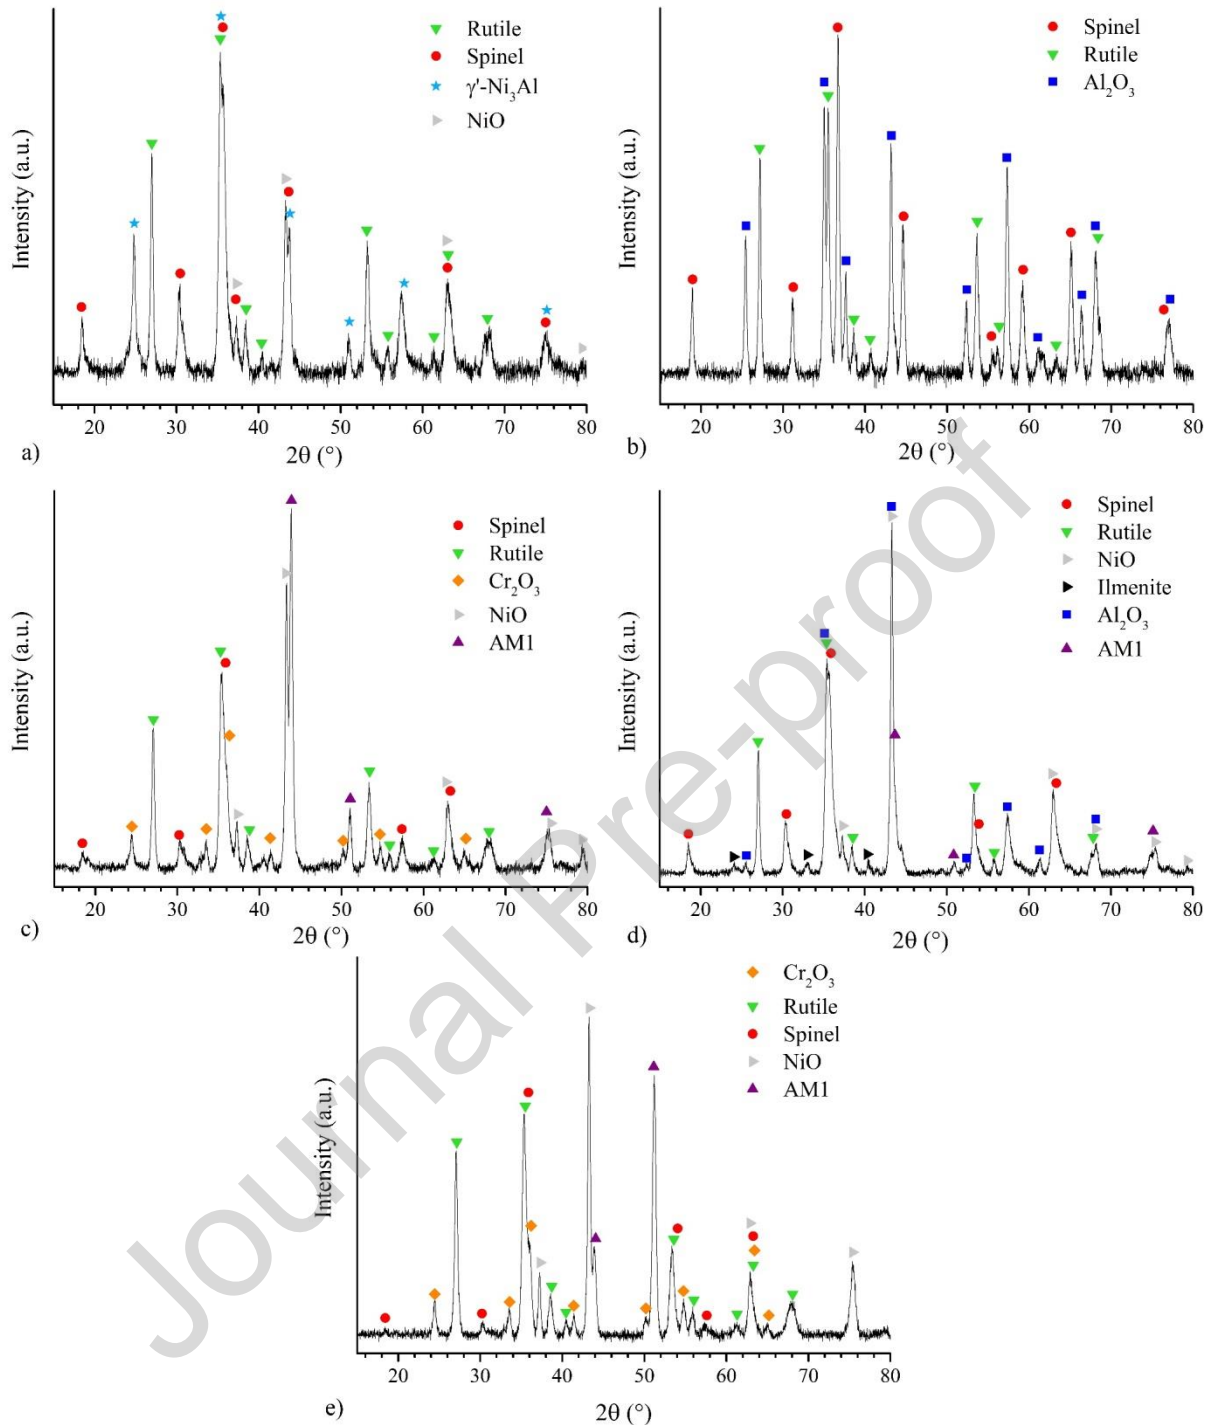 Rutile
Spinel
γ'-Ni₃Al
NiO
Intensity (a.u.)
20 30 40 50 60 70 80
2θ (°)
a)
Spinel
Rutile
Al₂O₃
Intensity (a.u.)
20 30 40 50 60 70 80
2θ (°)
b)
Spinel
Rutile
Cr₂O₃
NiO
AM1
Intensity (a.u.)
20 30 40 50 60 70 80
2θ (°)
c)
Spinel
Rutile
NiO
Ilmenite
Al₂O₃
AM1
Intensity (a.u.)
20 30 40 50 60 70 80
2θ (°)
d)
Cr₂O₃
Rutile
Spinel
NiO
AM1
Intensity (a.u.)
20 30 40 50 60 70 80
2θ (°)
e)
Journal Pre-proof